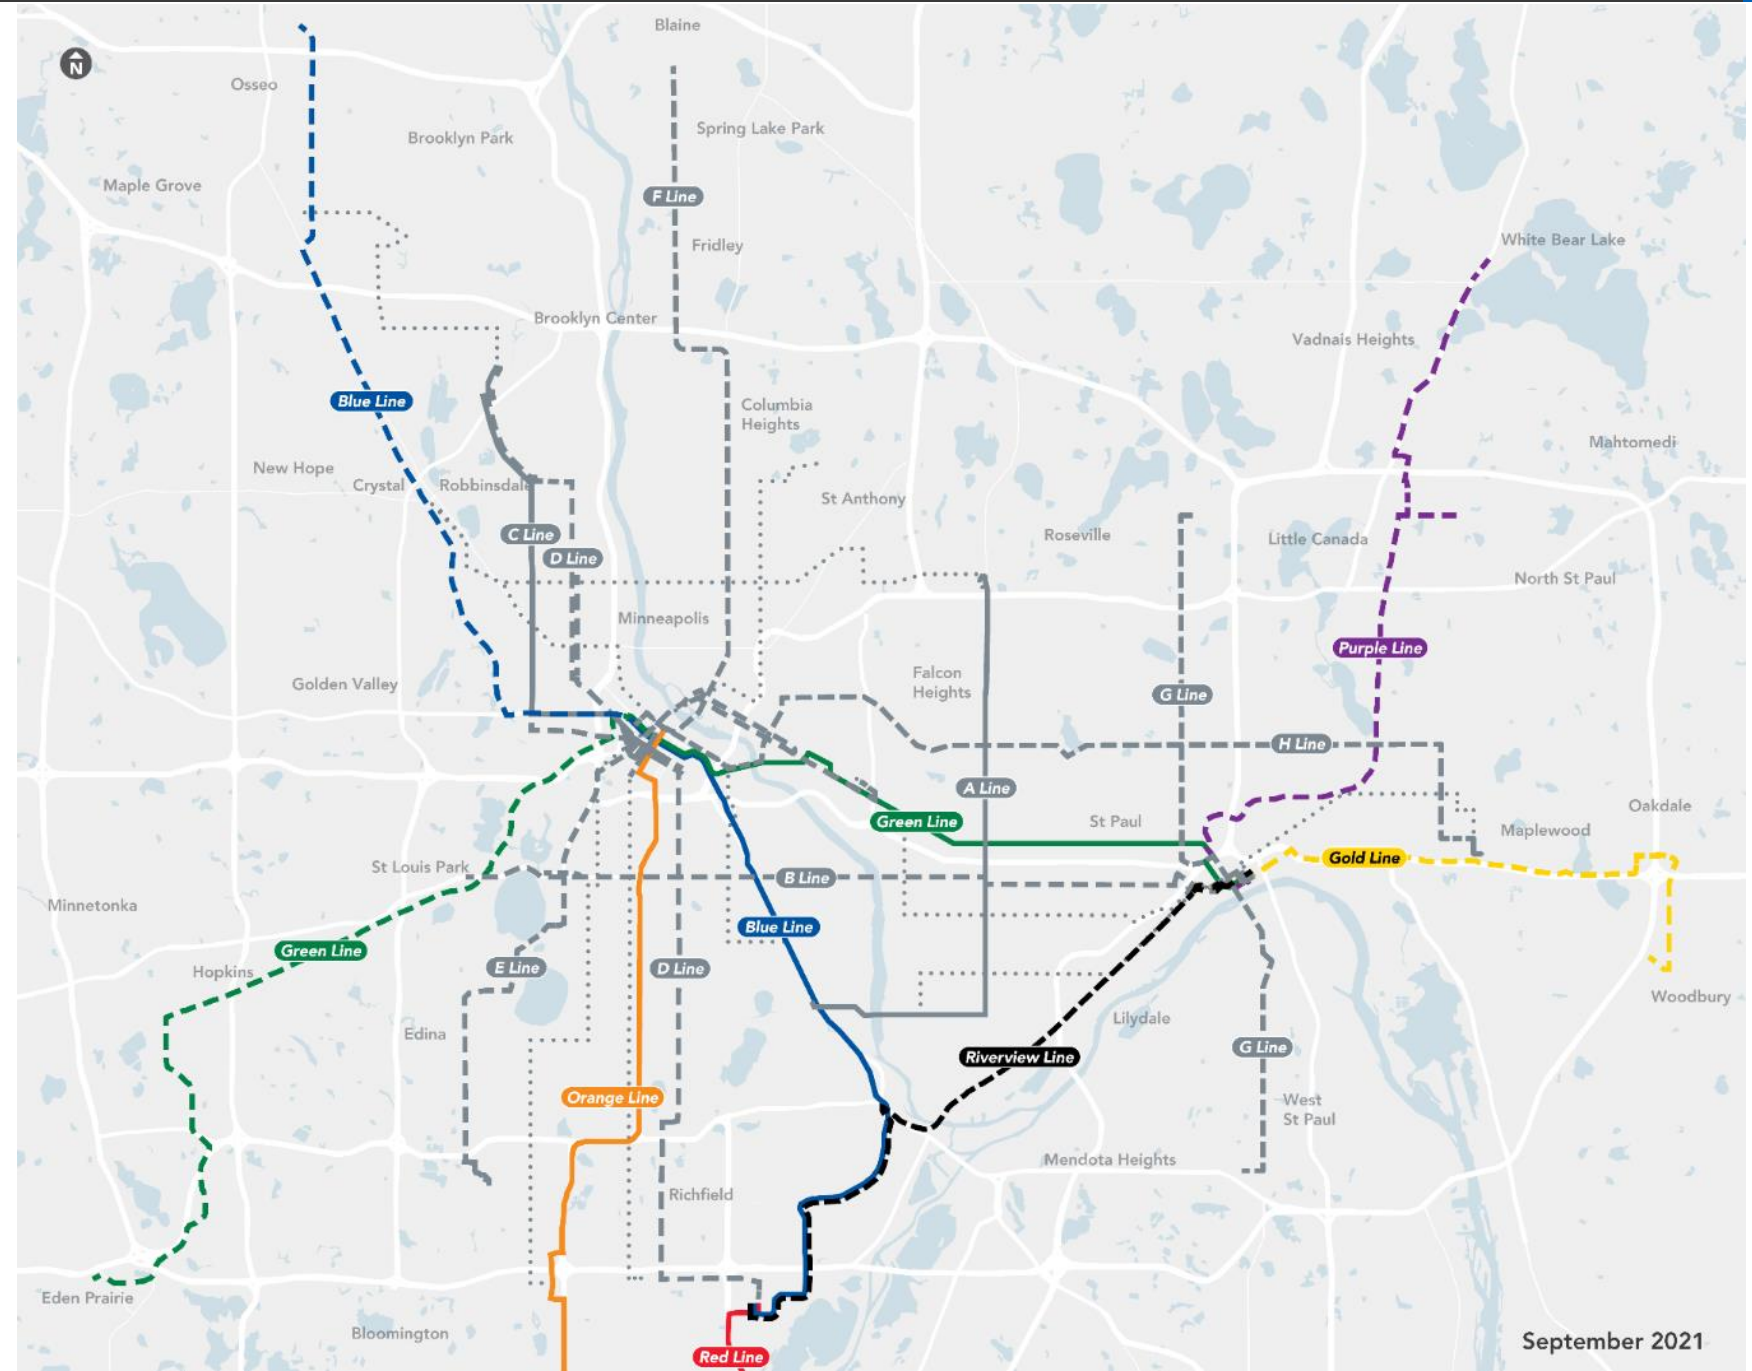 Blaine
N
Osseo
Spring Lake Park
Brooklyn Park
Maple Grove
F Line
White Bear Lake
Fridley
Brooklyn Center
Vadnais Heights
Blue Line
Columbia
Heights
Mahtomedi
New Hope
Crystal
Robbinsdale
St Anthony
C Line
Roseville
Little Canada
D Line
North St Paul
Minneapolis
Purple Line
Golden Valley
Falcon
Heights
G Line
H Line
A Line
Oakdale
Green Line
St Paul
Maplewood
Gold Line
St Louis Park
B Line
Minnetonka
Blue Line
Green Line
Hopkins
E Line
D Line
Woodbury
Lilydale
Edina
G Line
Riverview Line
Orange Line
West
St Paul
Mendota Heights
Richfield
Eden Prairie
Bloomington
September 2021
Red Line